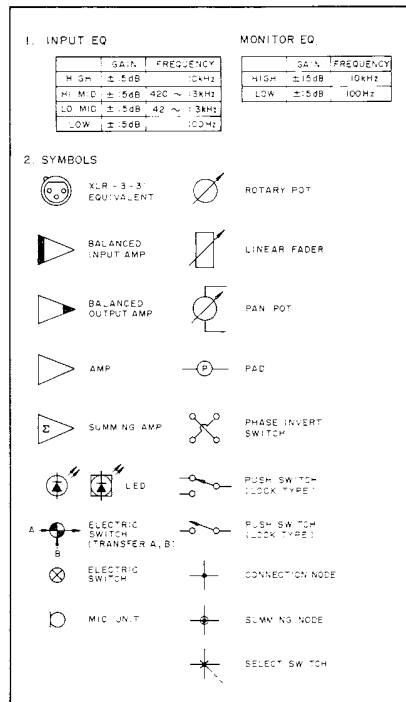 1. INPUT EQ
GAIN FREQUENCY
HIGH ±15dB 10kHz
HI MID ±15dB 420 ~ 13kHz
LO MID ±15dB 42 ~ 1.3kHz
LOW ±15dB 100Hz
MONITOR EQ
GAIN FREQUENCY
HIGH ±15dB 10kHz
LOW ±15dB 100Hz
2. SYMBOLS
XLR-3-31
EQUIVALENT
ROTARY POT
BALANCED
INPUT AMP
LINEAR FADER
BALANCED
OUTPUT AMP
PAN POT
AMP
P
PAD
Σ
SUMMING AMP
PHASE INVERT
SWITCH
LED
PUSH SWITCH
(LOCK TYPE)
A
B
ELECTRIC
SWITCH
(TRANSFER A, B)
PUSH SWITCH
(LOCK TYPE)
ELECTRIC
SWITCH
CONNECTION NODE
MIC UNIT
SUMMING NODE
SELECT SWITCH